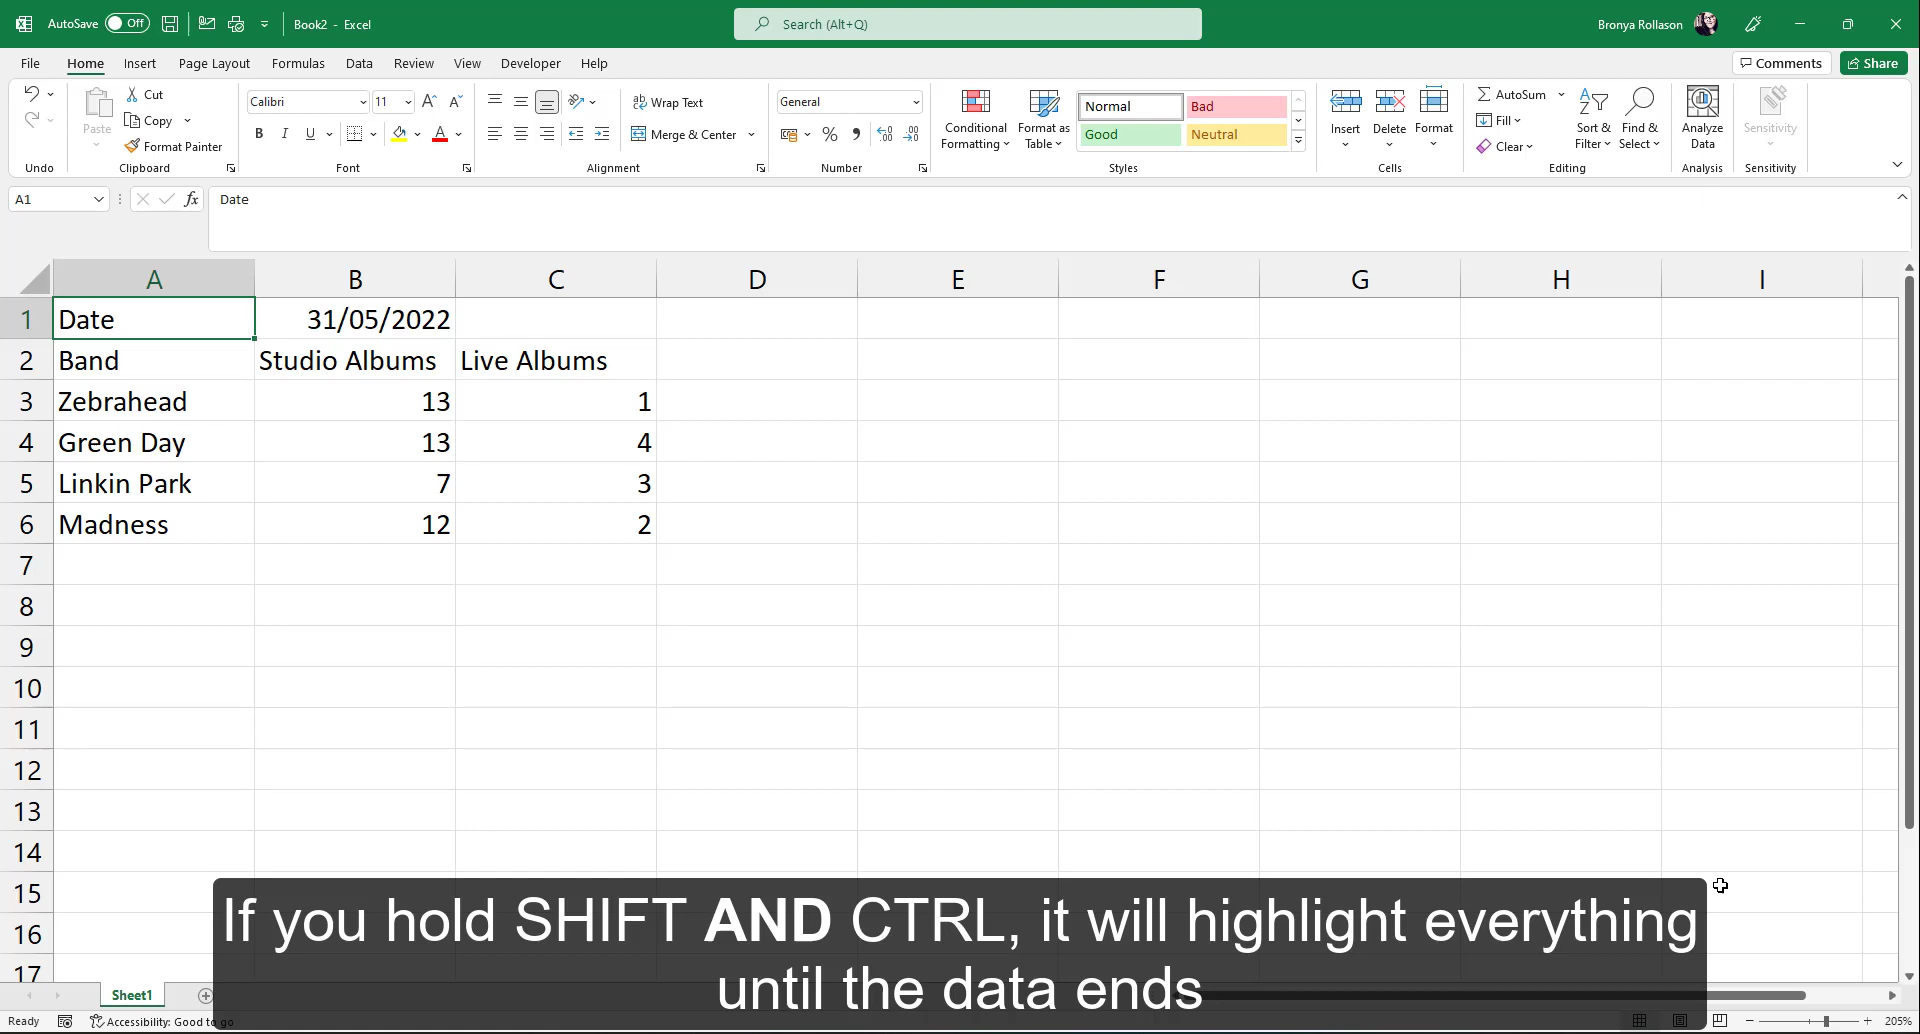 AutoSave Off Book2 - Excel Search (Alt+Q) Bronya Rollason
File Home Insert Page Layout Formulas Data Review View Developer Help Comments Share
Paste Cut Copy Format Painter
Calibri 11
B I U A
Wrap Text
Merge & Center
General
% 
Conditional Formatting Format as Table
Normal Bad
Good Neutral
Insert Delete Format
AutoSum
Fill
Clear
Sort & Filter Find & Select
Analyze Data
Sensitivity
Undo Clipboard Font Alignment Number Styles Cells Editing Analysis Sensitivity
A1 fx Date
A B C D E F G H I
1 Date 31/05/2022
2 Band Studio Albums Live Albums
3 Zebrahead 13 1
4 Green Day 13 4
5 Linkin Park 7 3
6 Madness 12 2
7
8
9
10
11
12
13
14
15
16
17
If you hold SHIFT AND CTRL, it will highlight everything
until the data ends
Sheet1
Ready Accessibility: Good to go 205%